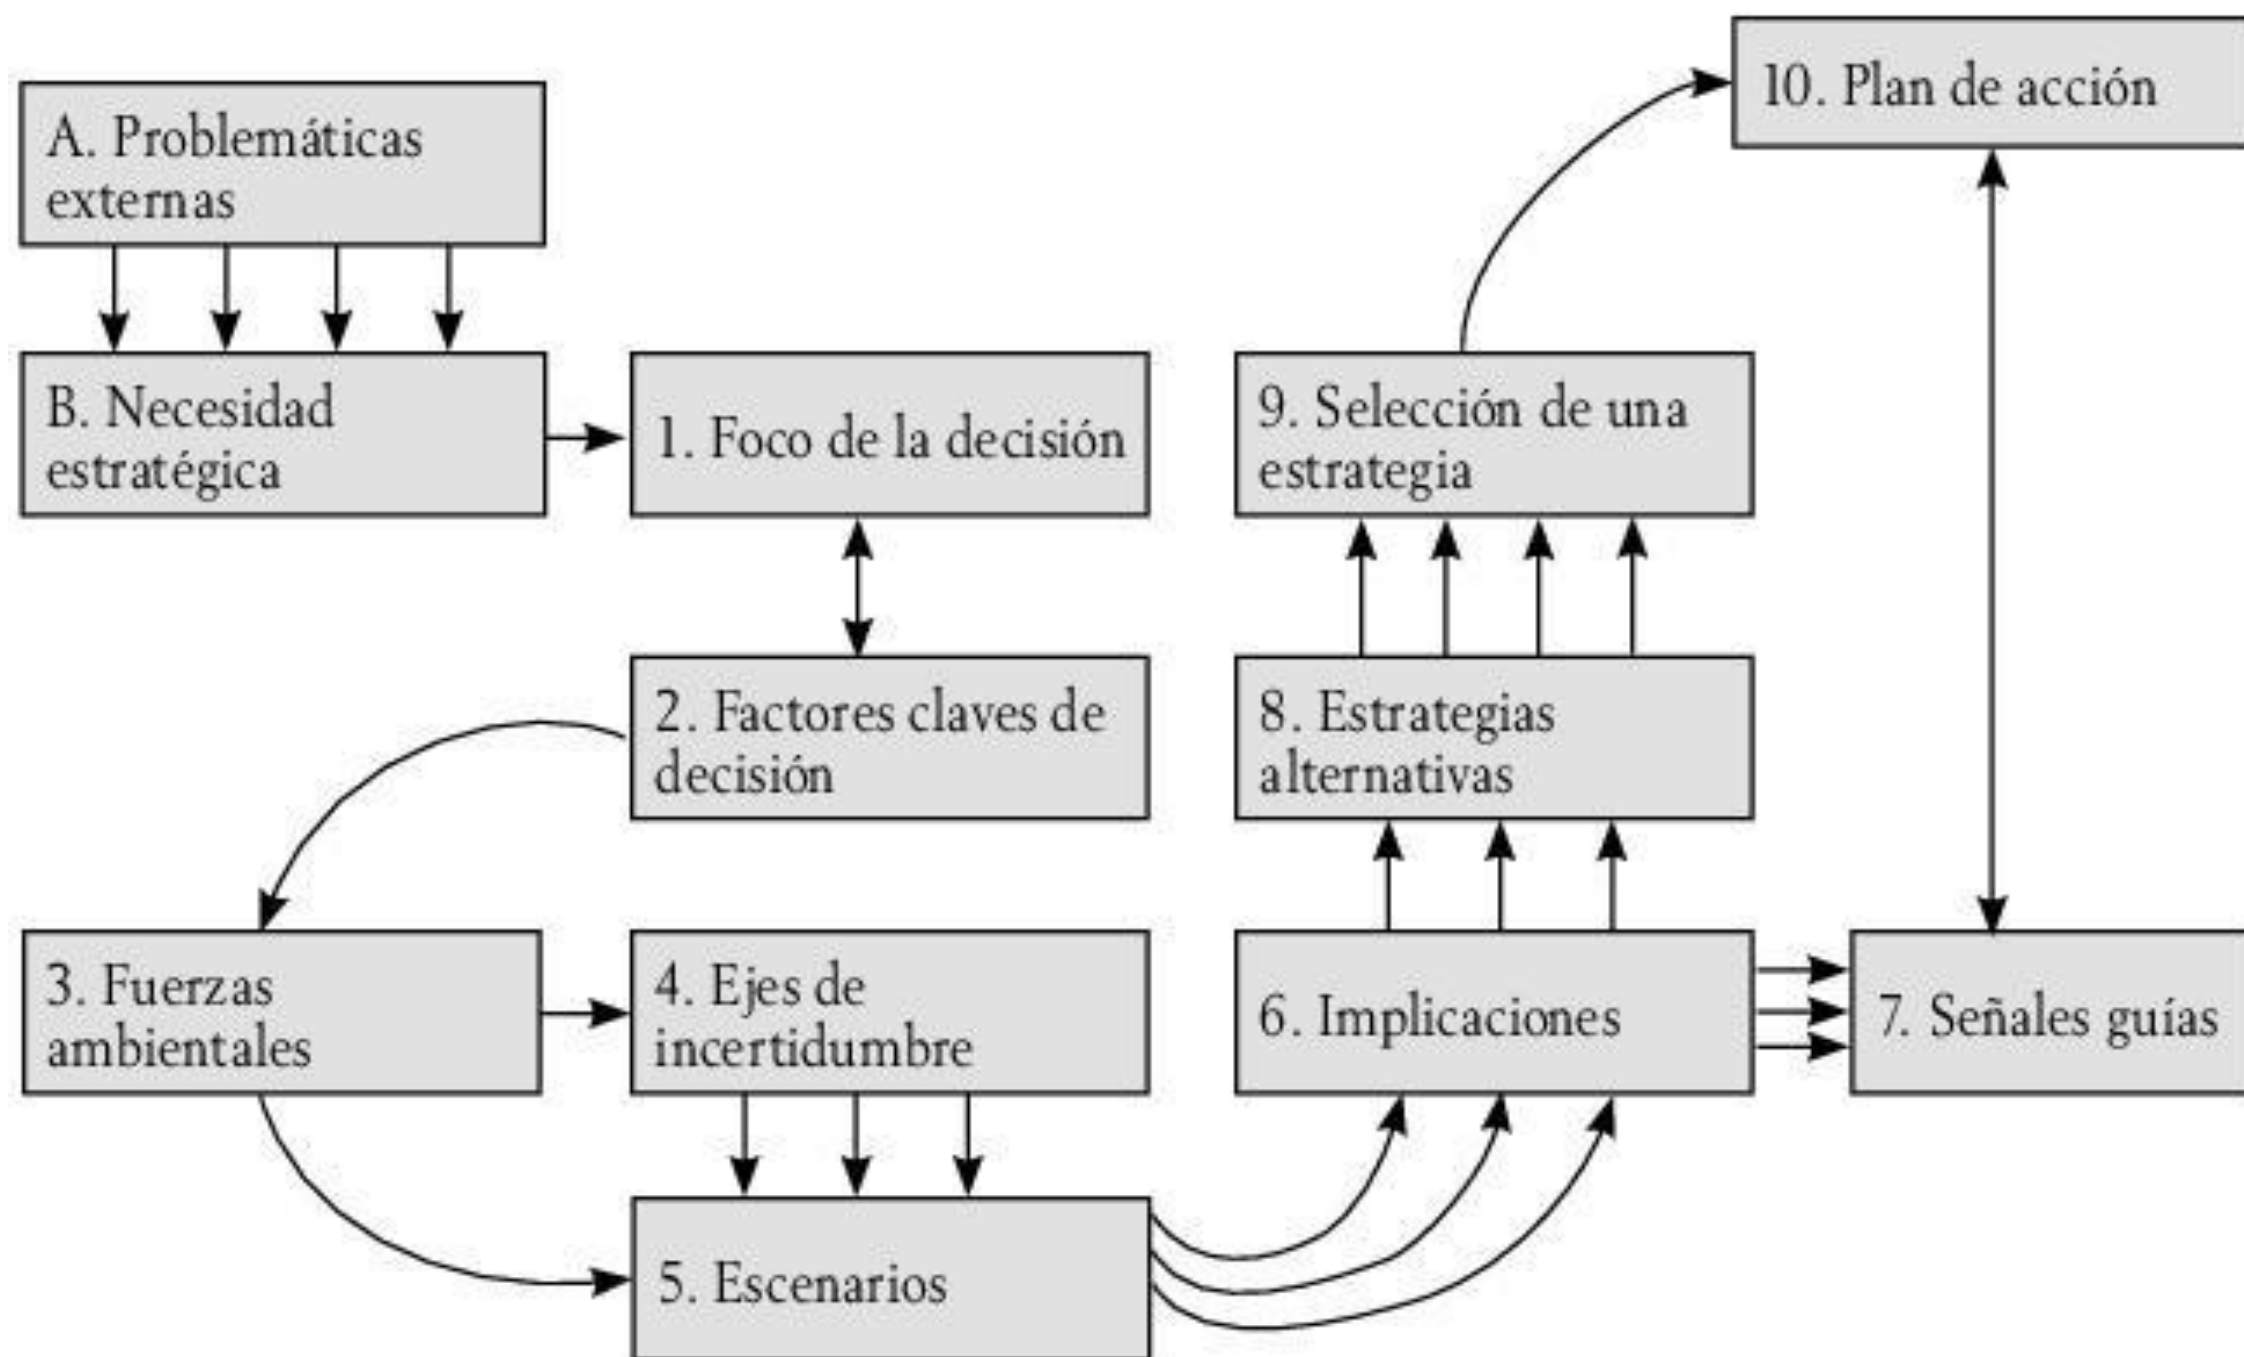 A. Problemáticas
externas
B. Necesidad
estratégica
1. Foco de la decisión
2. Factores claves de
decisión
3. Fuerzas
ambientales
4. Ejes de
incertidumbre
5. Escenarios
6. Implicaciones
7. Señales guías
8. Estrategias
alternativas
9. Selección de una
estrategia
10. Plan de acción